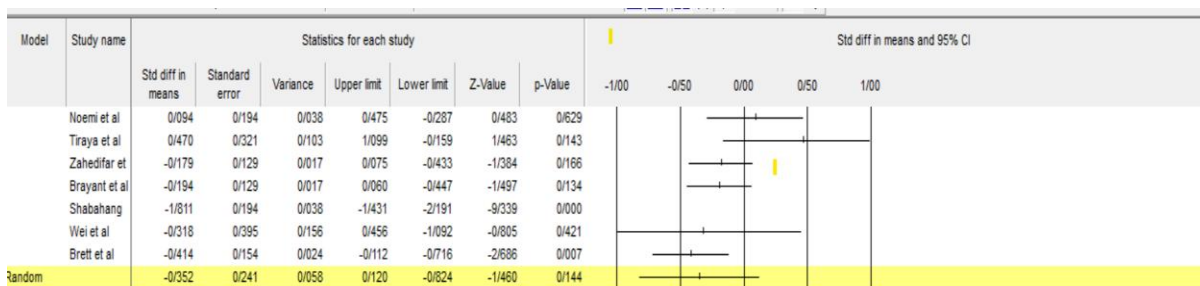 Model Study name Statistics for each study Std diff in means and 95% CI
Std diff in means Standard error Variance Upper limit Lower limit Z-Value p-Value -1/00 -0/50 0/00 0/50 1/00
Noemi et al 0/094 0/194 0/038 0/475 -0/287 0/483 0/629
Tiraya et al 0/470 0/321 0/103 1/099 -0/159 1/463 0/143
Zahedifar et -0/179 0/129 0/017 0/075 -0/433 -1/384 0/166
Brayant et al -0/194 0/129 0/017 0/060 -0/447 -1/497 0/134
Shabahang -1/811 0/194 0/038 -1/431 -2/191 -9/339 0/000
Wei et al -0/318 0/395 0/156 0/456 -1/092 -0/805 0/421
Brett et al -0/414 0/154 0/024 -0/112 -0/716 -2/686 0/007
Random -0/352 0/241 0/058 0/120 -0/824 -1/460 0/144